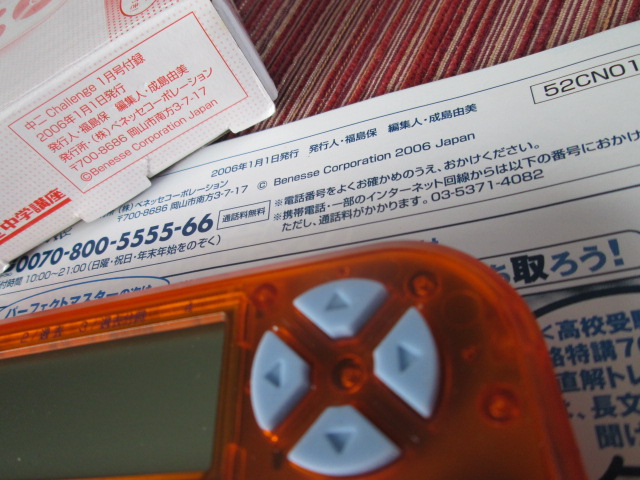 中二 Challenge 1月号付録
2006年1月1日発行
発行人・福島保 編集人・成島由美
発行所・(株)ベネッセコーポレーション
〒700-8686 岡山市南方3-7-17
©Benesse Corporation Japan
中学講座
52CN01
2006年1月1日発行 発行人・福島保 編集人・成島由美
(株)ベネッセコーポレーション
〒700-8686 岡山市南方3-7-17 © Benesse Corporation 2006 Japan
0070-800-5555-66 通話料無料
付時間 10:00~21:00(日曜・祝日・年末年始をのぞく)
※電話番号をよくお確かめのうえ、おかけください。
※携帯電話・一部のインターネット回線からは以下の番号におかけ
ただし、通話料がかかります。03-5371-4082
パーフェクトマスターの
取ろう!
く高校受験
特講
直解トレ
、長文
聞け